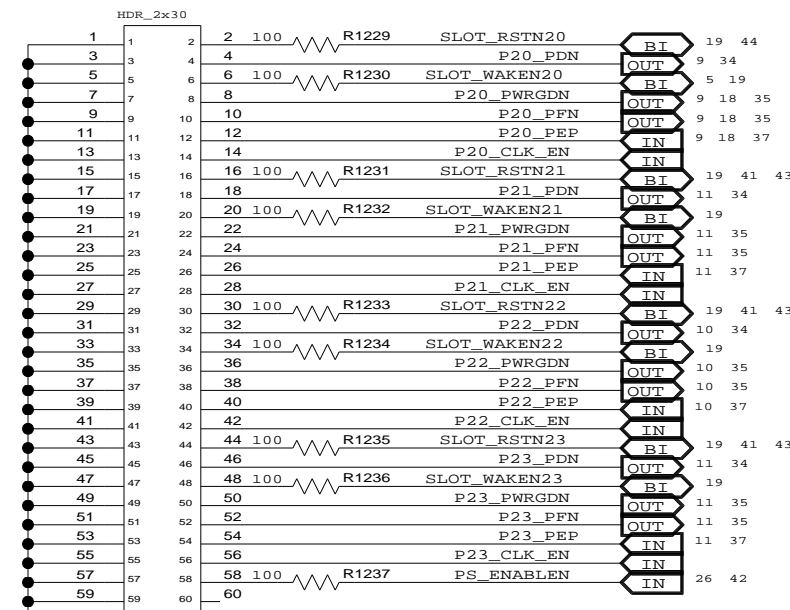 HDR_2x30
1 1 2 2 100 R1229 SLOT_RSTN20 BI 19 44
3 3 4 4 P20_PDN OUT 9 34
5 5 6 6 100 R1230 SLOT_WAKEN20 BI 5 19
7 7 8 8 P20_PWRGDN OUT 9 18 35
9 9 10 10 P20_PFN OUT 9 18 35
11 11 12 12 P20_PEP IN 9 18 37
13 13 14 14 P20_CLK_EN IN
15 15 16 16 100 R1231 SLOT_RSTN21 BI 19 41 43
17 17 18 18 P21_PDN OUT 11 34
19 19 20 20 100 R1232 SLOT_WAKEN21 BI 19
21 21 22 22 P21_PWRGDN OUT 11 35
23 23 24 24 P21_PFN OUT 11 35
25 25 26 26 P21_PEP IN 11 37
27 27 28 28 P21_CLK_EN IN
29 29 30 30 100 R1233 SLOT_RSTN22 BI 19 41 43
31 31 32 32 P22_PDN OUT 10 34
33 33 34 34 100 R1234 SLOT_WAKEN22 BI 19
35 35 36 36 P22_PWRGDN OUT 10 35
37 37 38 38 P22_PFN OUT 10 35
39 39 40 40 P22_PEP IN 10 37
41 41 42 42 P22_CLK_EN IN
43 43 44 44 100 R1235 SLOT_RSTN23 BI 19 41 43
45 45 46 46 P23_PDN OUT 11 34
47 47 48 48 100 R1236 SLOT_WAKEN23 BI 19
49 49 50 50 P23_PWRGDN OUT 11 35
51 51 52 52 P23_PFN OUT 11 35
53 53 54 54 P23_PEP IN 11 37
55 55 56 56 P23_CLK_EN IN
57 57 58 58 100 R1237 PS_ENABLEN IN 26 42
59 59 60 60